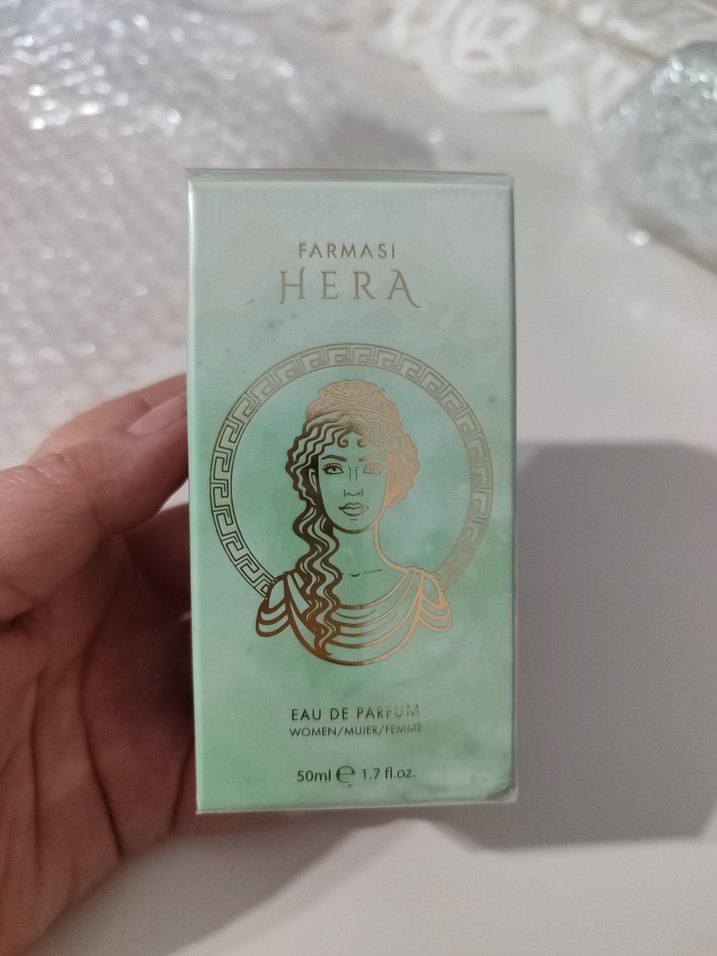 FARMASI
HERA
EAU DE PARFUM
WOMEN/MUJER/FEMME
50ml ℮ 1.7 fl.oz.